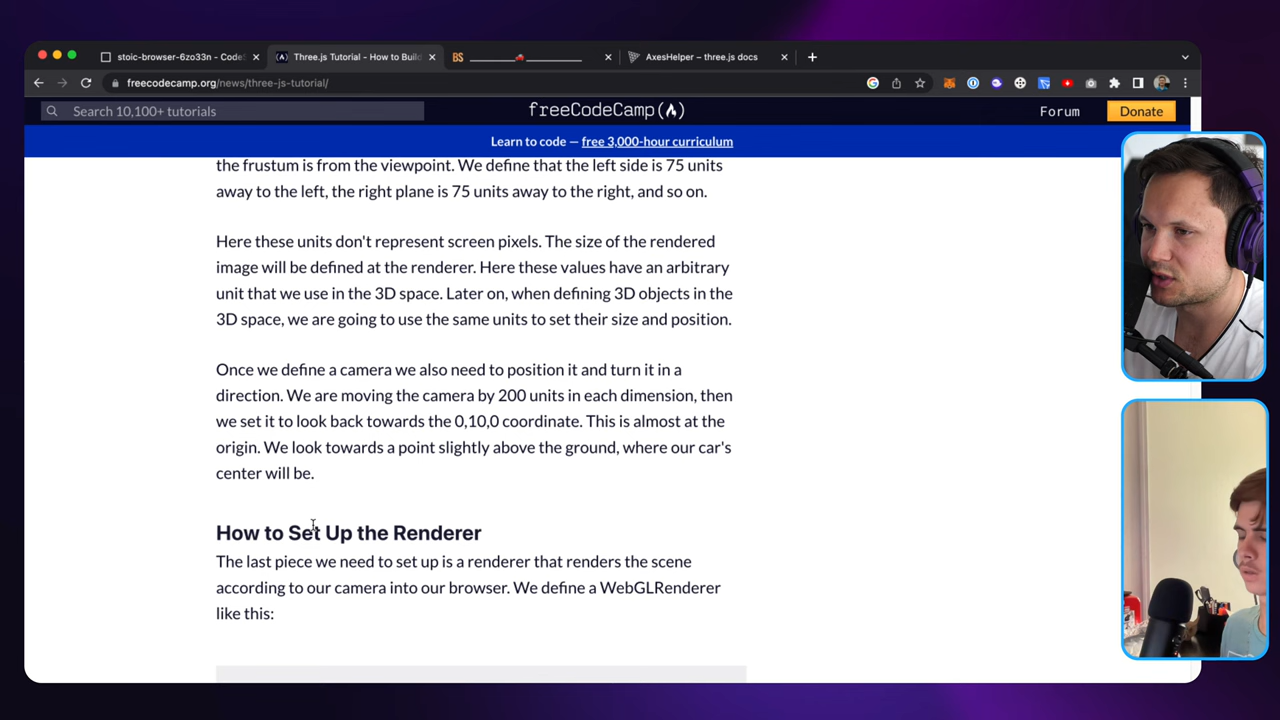 stoic-browser-6zo33n – Code
Three.js Tutorial – How to Buil
BS
AxesHelper – three.js docs
freecodecamp.org/news/three-js-tutorial/
Search 10,100+ tutorials
freeCodeCamp
Forum
Donate
Learn to code — free 3,000-hour curriculum
the frustum is from the viewpoint. We define that the left side is 75 units
away to the left, the right plane is 75 units away to the right, and so on.
Here these units don't represent screen pixels. The size of the rendered
image will be defined at the renderer. Here these values have an arbitrary
unit that we use in the 3D space. Later on, when defining 3D objects in the
3D space, we are going to use the same units to set their size and position.
Once we define a camera we also need to position it and turn it in a
direction. We are moving the camera by 200 units in each dimension, then
we set it to look back towards the 0,10,0 coordinate. This is almost at the
origin. We look towards a point slightly above the ground, where our car's
center will be.
How to Set Up the Renderer
The last piece we need to set up is a renderer that renders the scene
according to our camera into our browser. We define a WebGLRenderer
like this: